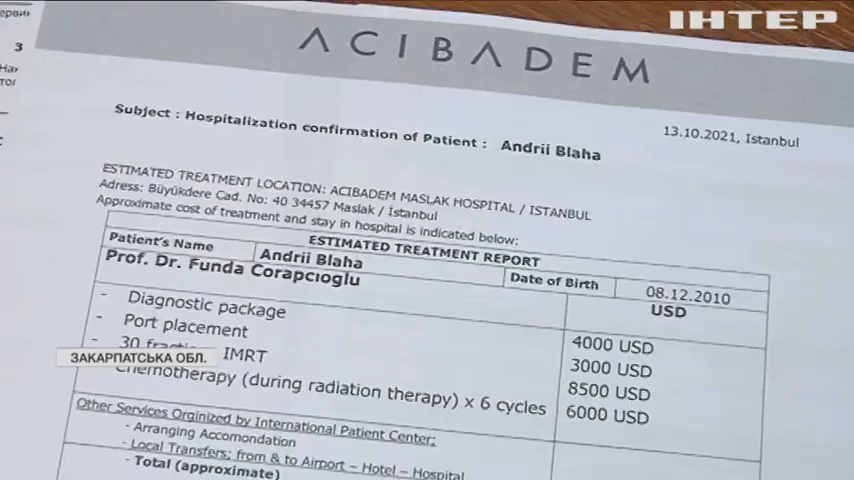 ІНТЕР
3
ACIBADEM
13.10.2021, Istanbul
Subject : Hospitalization confirmation of Patient : Andrii Blaha
ESTIMATED TREATMENT LOCATION: ACIBADEM MASLAK HOSPITAL / ISTANBUL
Adress: Büyükdere Cad. No: 40 34457 Maslak / İstanbul
Approximate cost of treatment and stay in hospital is indicated below:
ESTIMATED TREATMENT REPORT
Patient's Name Andrii Blaha Date of Birth 08.12.2010
Prof. Dr. Funda Corapcıoglu USD
- Diagnostic package 4000 USD
- Port placement 3000 USD
- 30 IMRT 8500 USD
Chemotherapy (during radiation therapy) x 6 cycles 6000 USD
ЗАКАРПАТСЬКА ОБЛ.
Other Services Orginized by International Patient Center;
- Arranging Accomondation
- Local Transfers; from & to Airport – Hotel – Hospital
- Total (approximate)